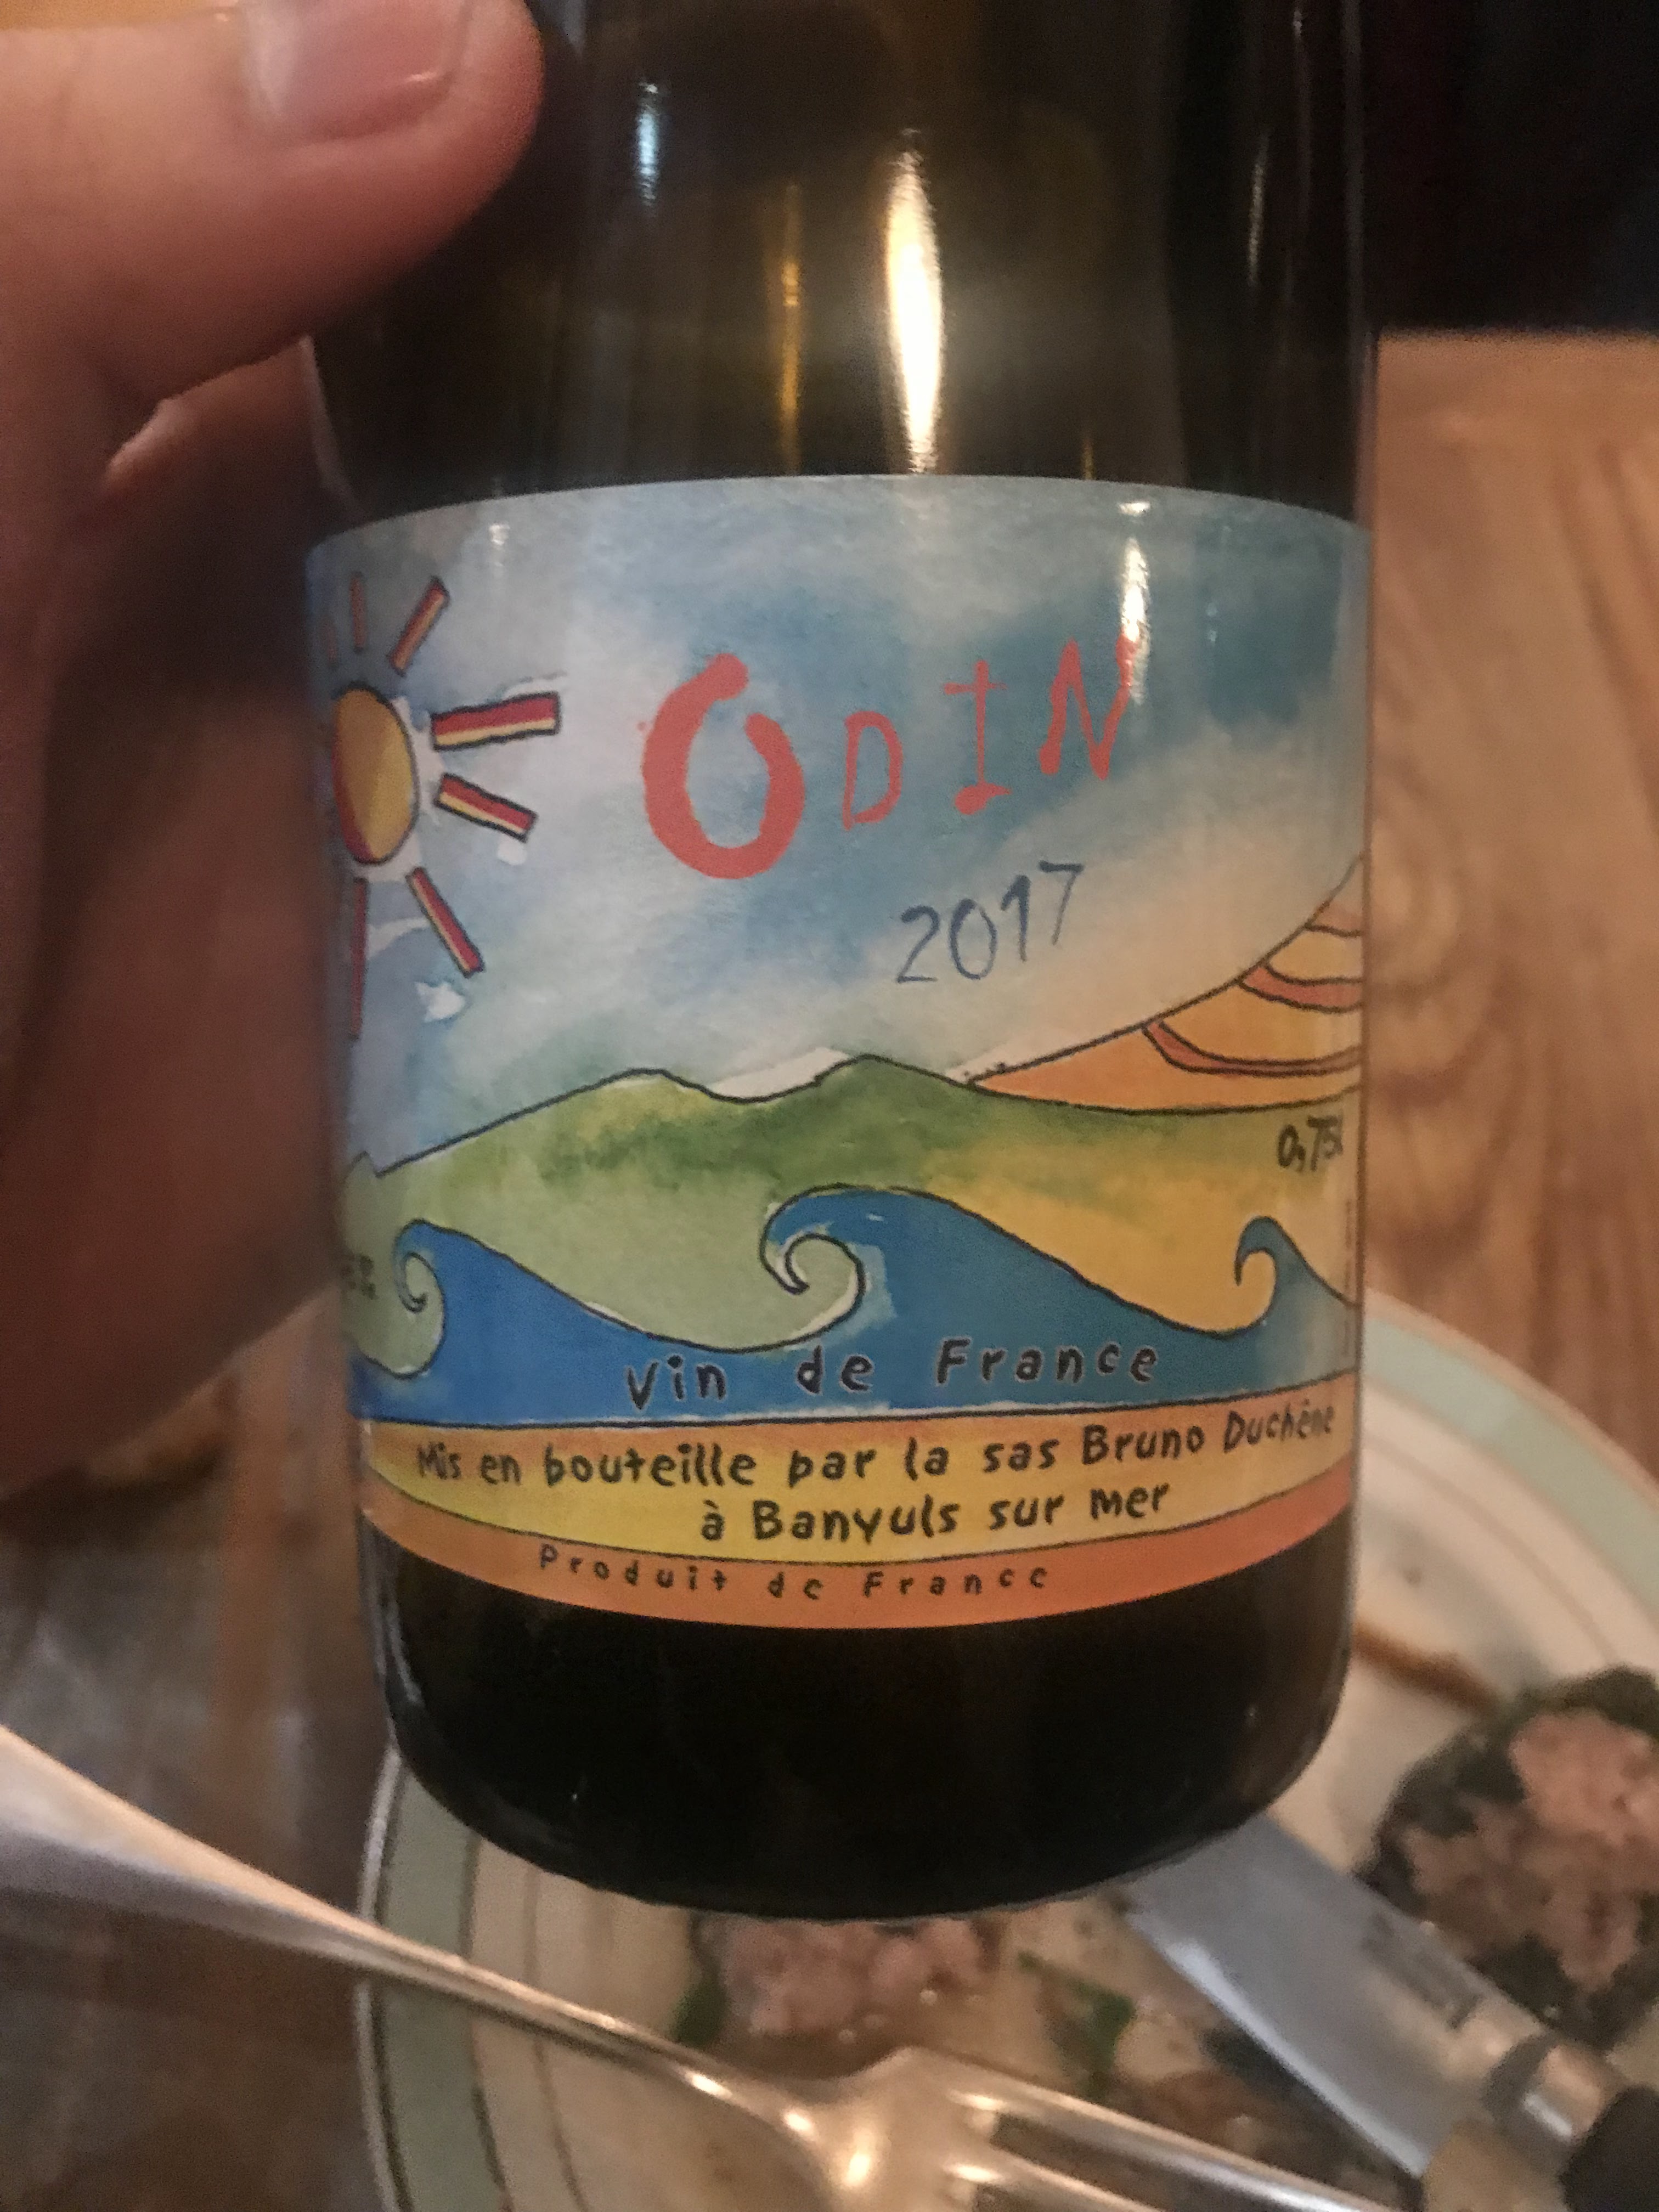 ODIN
2017
0,75l
Vin de France
Mis en bouteille par la sas Bruno Duchêne
à Banyuls sur mer
Produit de France